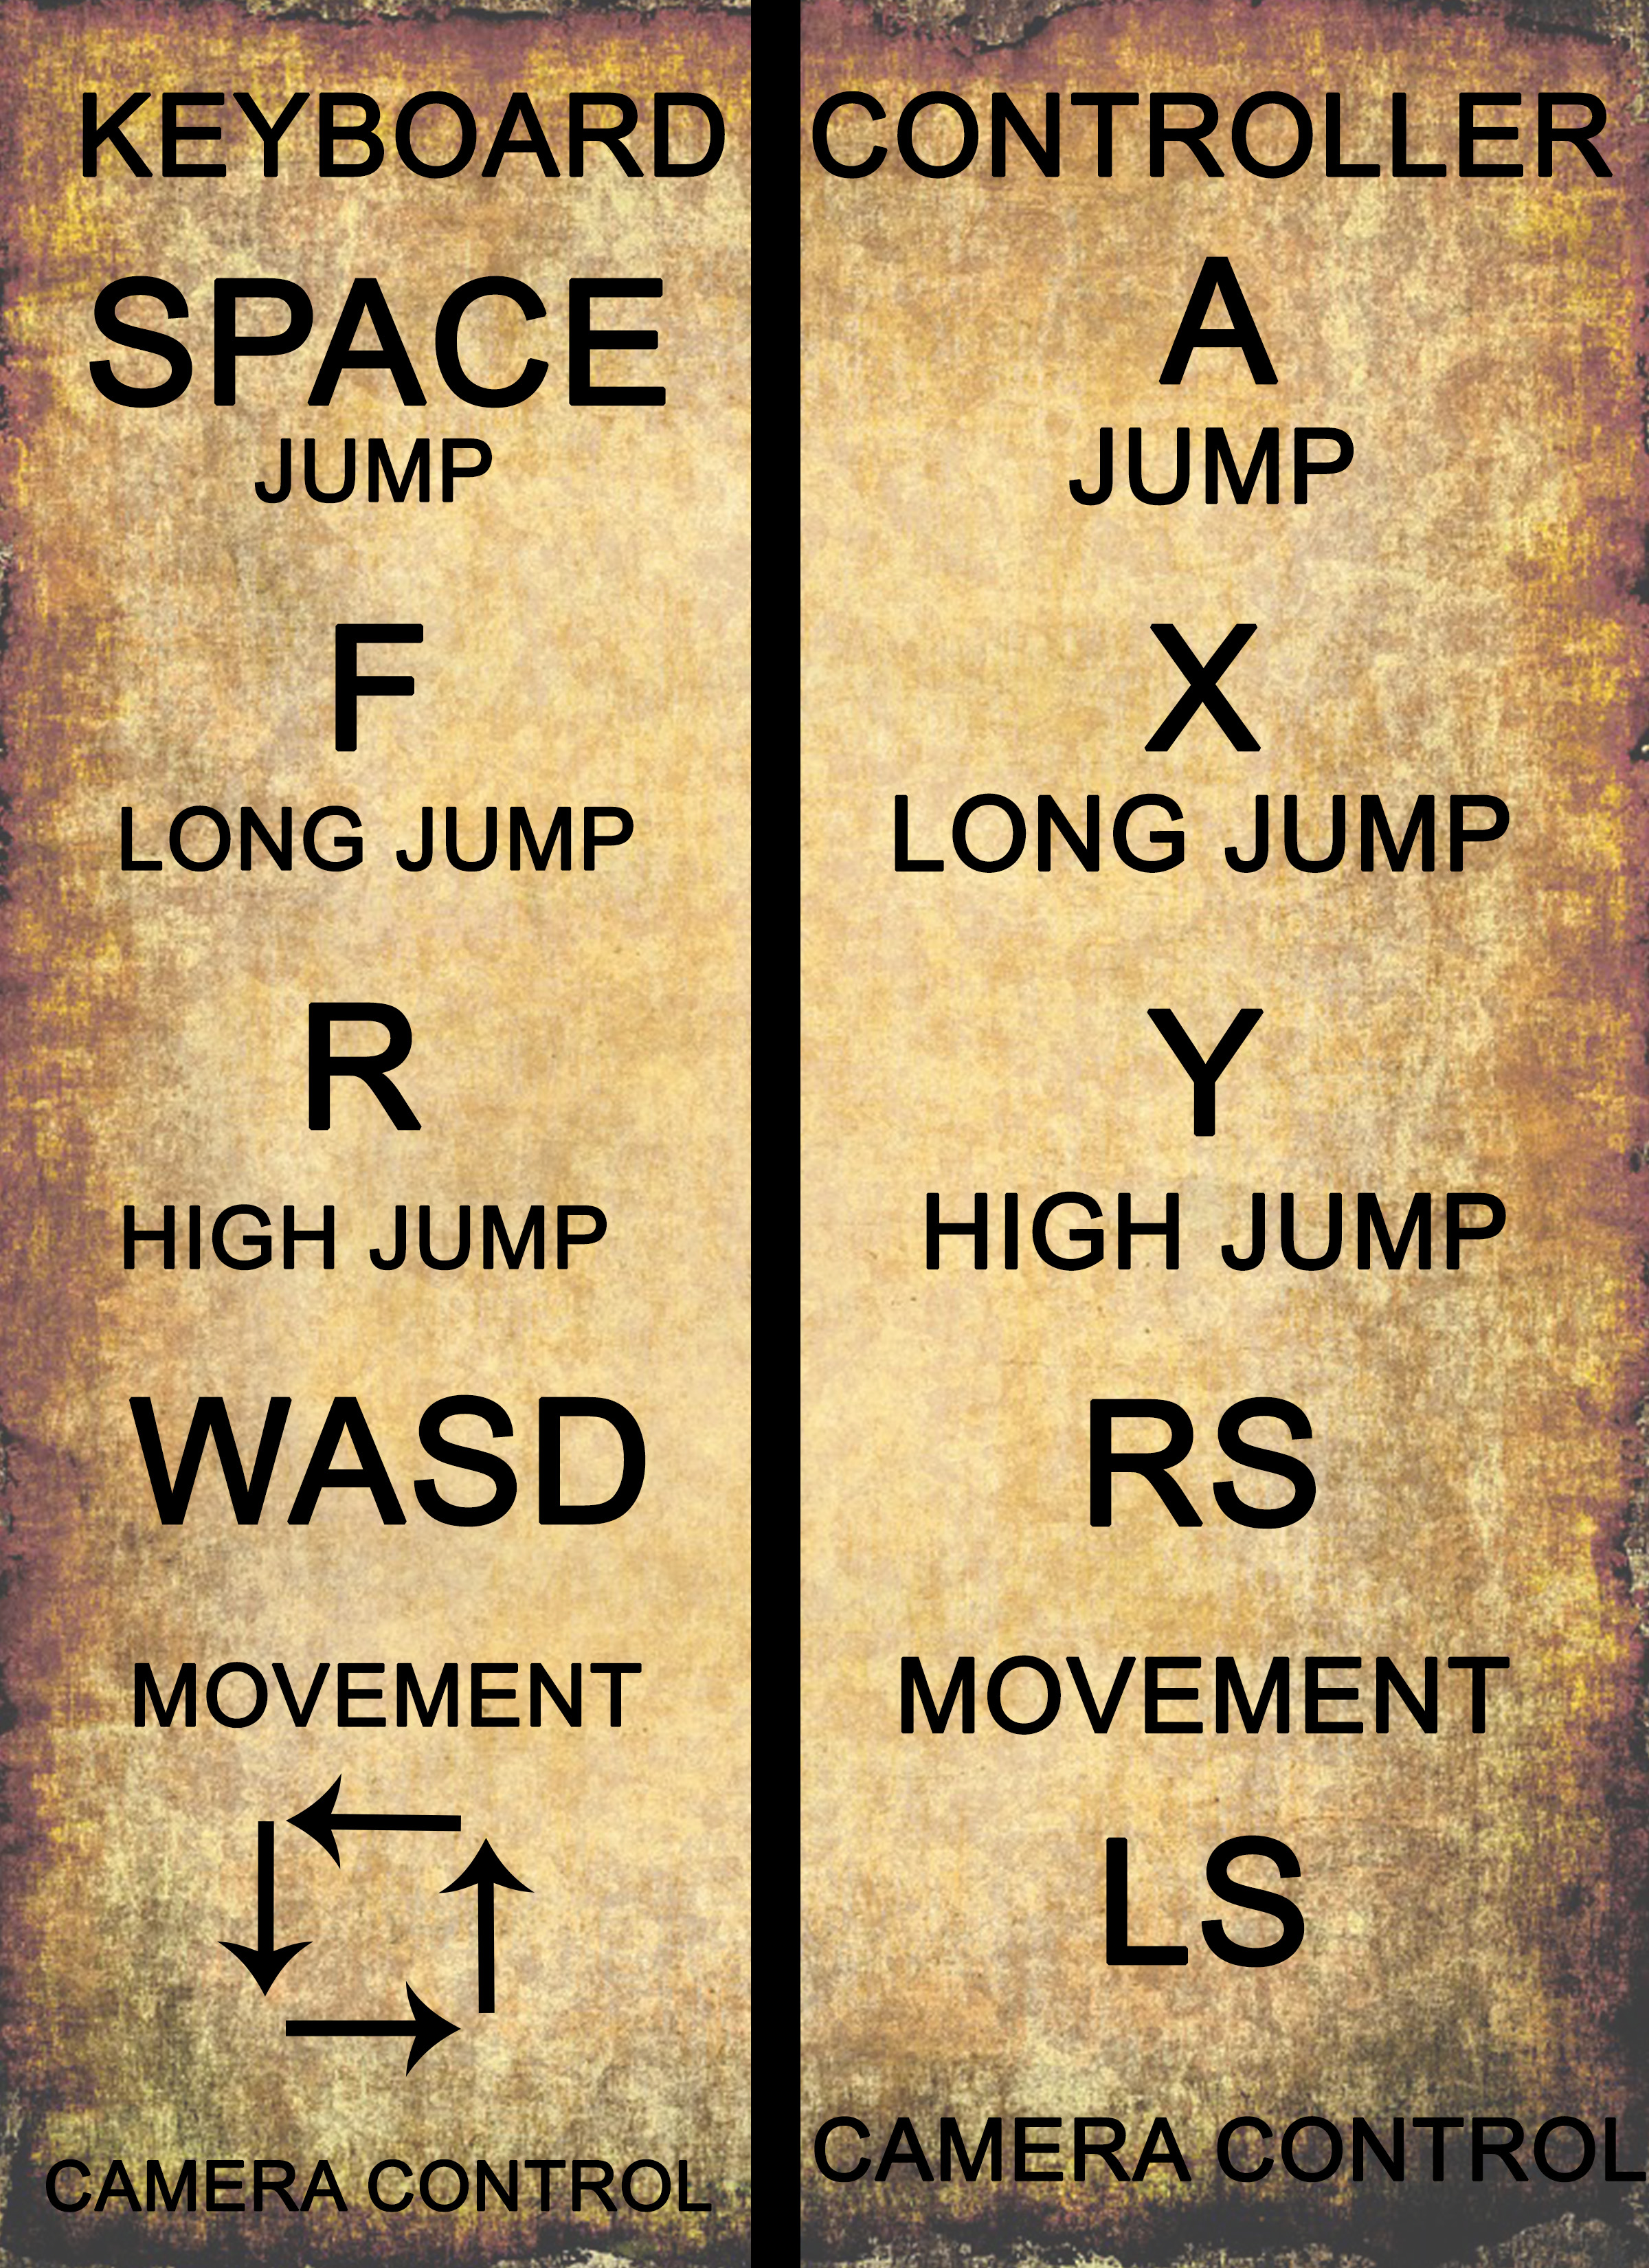 KEYBOARD
SPACE
JUMP
F
LONG JUMP
R
HIGH JUMP
WASD
MOVEMENT
CAMERA CONTROL
CONTROLLER
A
JUMP
X
LONG JUMP
Y
HIGH JUMP
RS
MOVEMENT
LS
CAMERA CONTROL